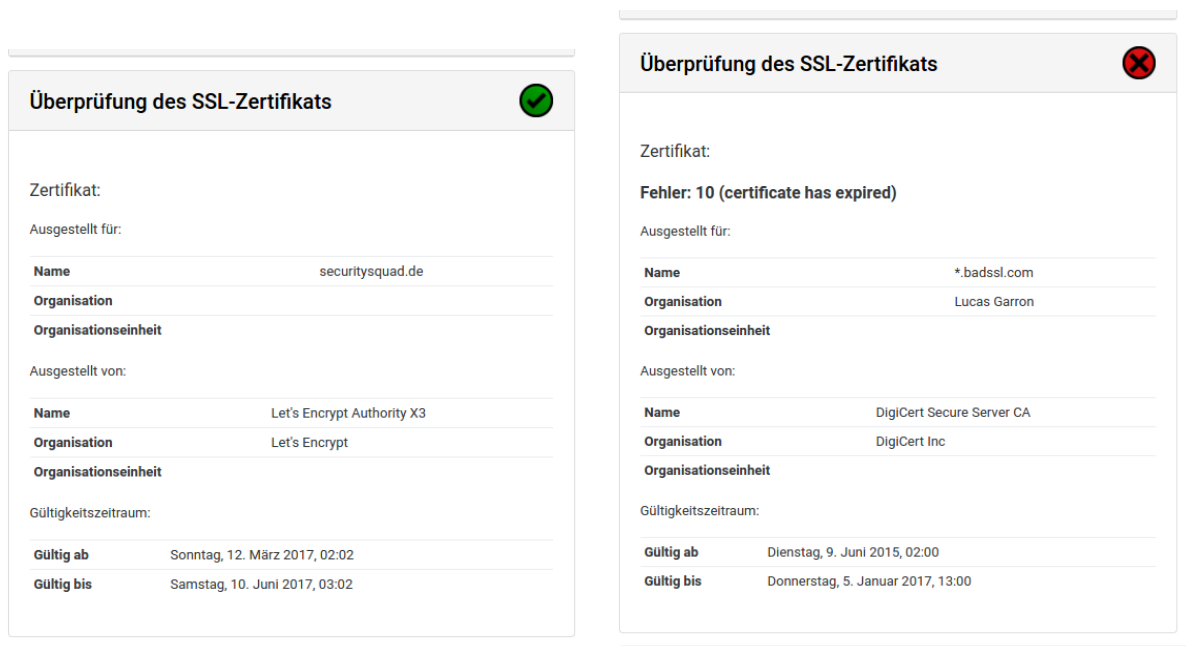 Überprüfung des SSL-Zertifikats
Zertifikat:
Ausgestellt für:
Name securitysquad.de
Organisation
Organisationseinheit
Ausgestellt von:
Name Let's Encrypt Authority X3
Organisation Let's Encrypt
Organisationseinheit
Gültigkeitszeitraum:
Gültig ab Sonntag, 12. März 2017, 02:02
Gültig bis Samstag, 10. Juni 2017, 03:02
Überprüfung des SSL-Zertifikats
Zertifikat:
Fehler: 10 (certificate has expired)
Ausgestellt für:
Name *.badssl.com
Organisation Lucas Garron
Organisationseinheit
Ausgestellt von:
Name DigiCert Secure Server CA
Organisation DigiCert Inc
Organisationseinheit
Gültigkeitszeitraum:
Gültig ab Dienstag, 9. Juni 2015, 02:00
Gültig bis Donnerstag, 5. Januar 2017, 13:00